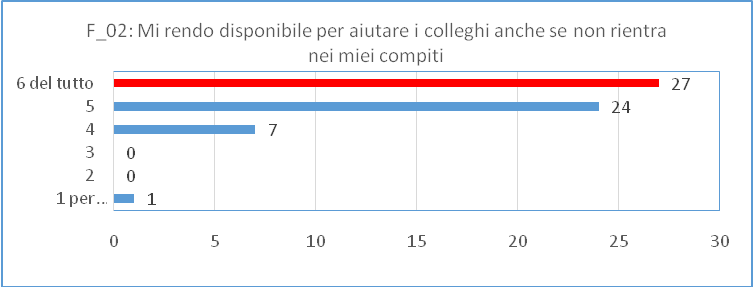 F_02: Mi rendo disponibile per aiutare i colleghi anche se non rientra
nei miei compiti
6 del tutto 27
5 24
4 7
3 0
2 0
1 per... 1
0 5 10 15 20 25 30